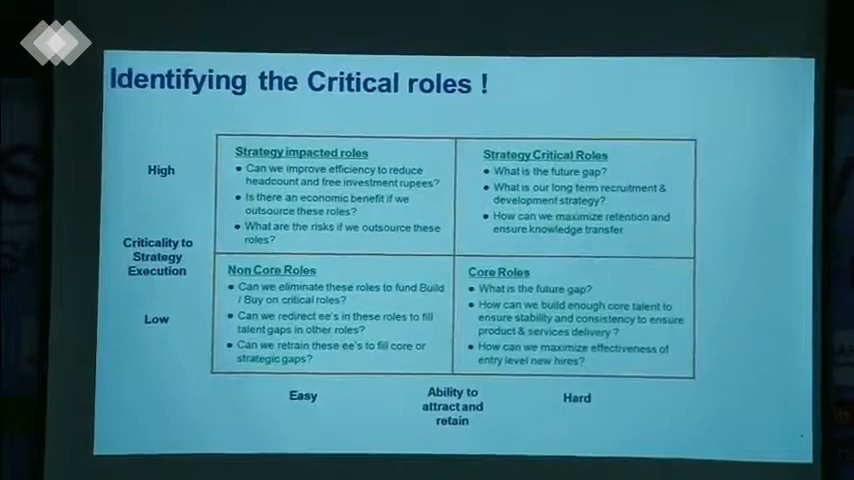 Identifying the Critical roles !
High
Strategy impacted roles
• Can we improve efficiency to reduce
headcount and free investment rupees?
• Is there an economic benefit if we
outsource these roles?
• What are the risks if we outsource these
roles?
Strategy Critical Roles
• What is the future gap?
• What is our long term recruitment &
development strategy?
• How can we maximize retention and
ensure knowledge transfer
Criticality to
Strategy
Execution
Low
Non Core Roles
• Can we eliminate these roles to fund Build
/ Buy on critical roles?
• Can we redirect ee's in these roles to fill
talent gaps in other roles?
• Can we retrain these ee's to fill core or
strategic gaps?
Core Roles
• What is the future gap?
• How can we build enough core talent to
ensure stability and consistency to ensure
product & services delivery ?
• How can we maximize effectiveness of
entry level new hires?
Easy
Ability to
attract and
retain
Hard